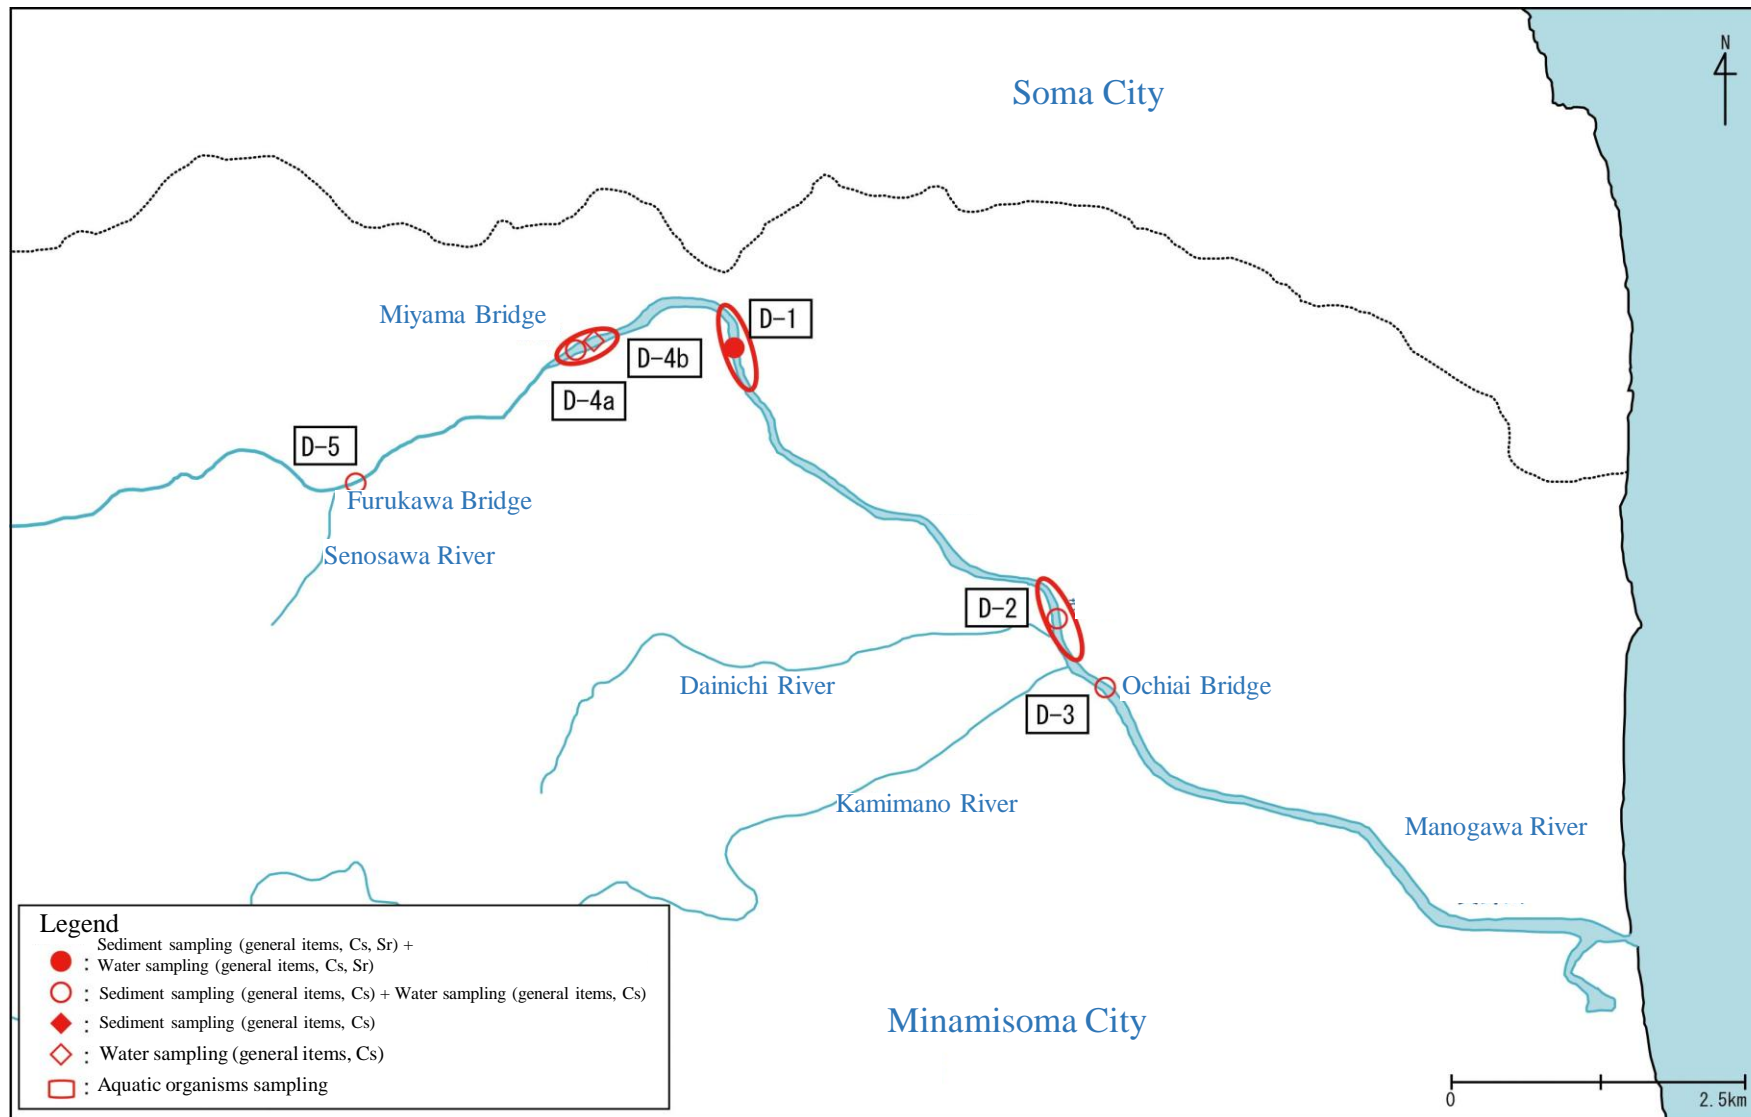 Soma City
N
Miyama Bridge
D-1
D-4b
D-4a
D-5
Furukawa Bridge
Senosawa River
D-2
Dainichi River
Ochiai Bridge
D-3
Kamimano River
Manogawa River
Minamisoma City
Legend
Sediment sampling (general items, Cs, Sr) +
: Water sampling (general items, Cs, Sr)
: Sediment sampling (general items, Cs) + Water sampling (general items, Cs)
: Sediment sampling (general items, Cs)
: Water sampling (general items, Cs)
: Aquatic organisms sampling
0 2.5km